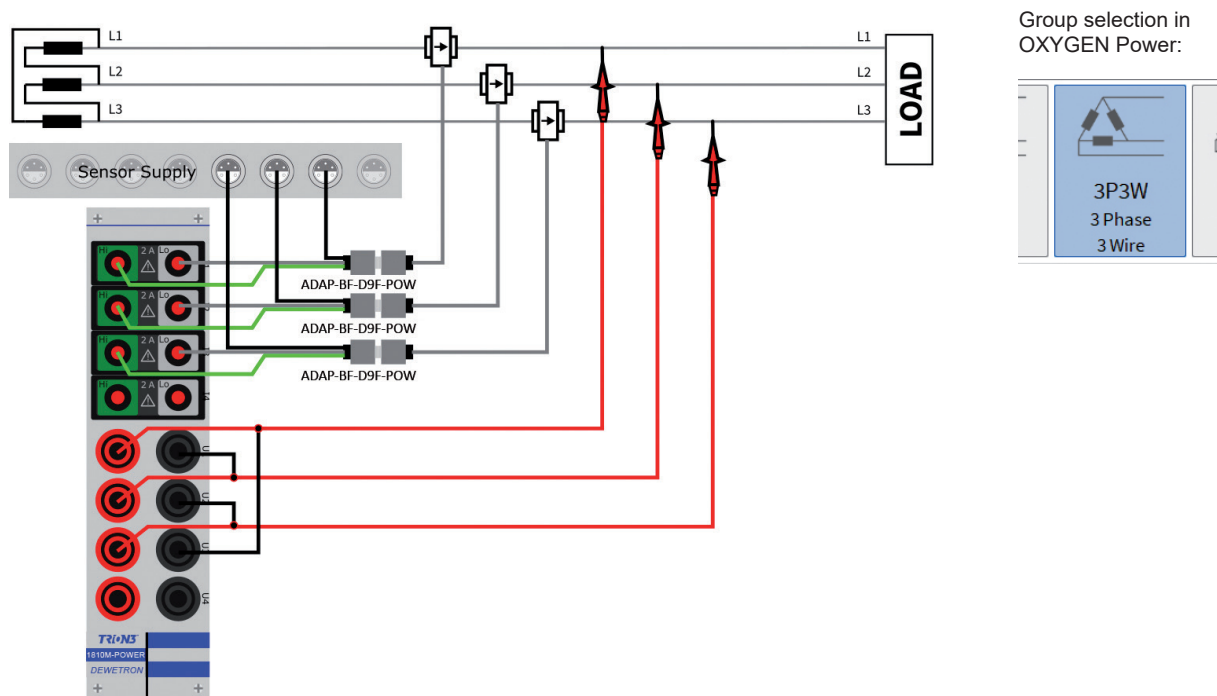 Group selection in
OXYGEN Power:
L1
L1
L2
L2
L3
L3
LOAD
3P3W
3 Phase
3 Wire
Sensor Supply
Hi 2 A Lo
ADAP-BF-D9F-POW
Hi 2 A Lo
ADAP-BF-D9F-POW
Hi 2 A Lo
ADAP-BF-D9F-POW
Hi 2 A Lo
U2
U4
TRION3
1810M-POWER
DEWETRON